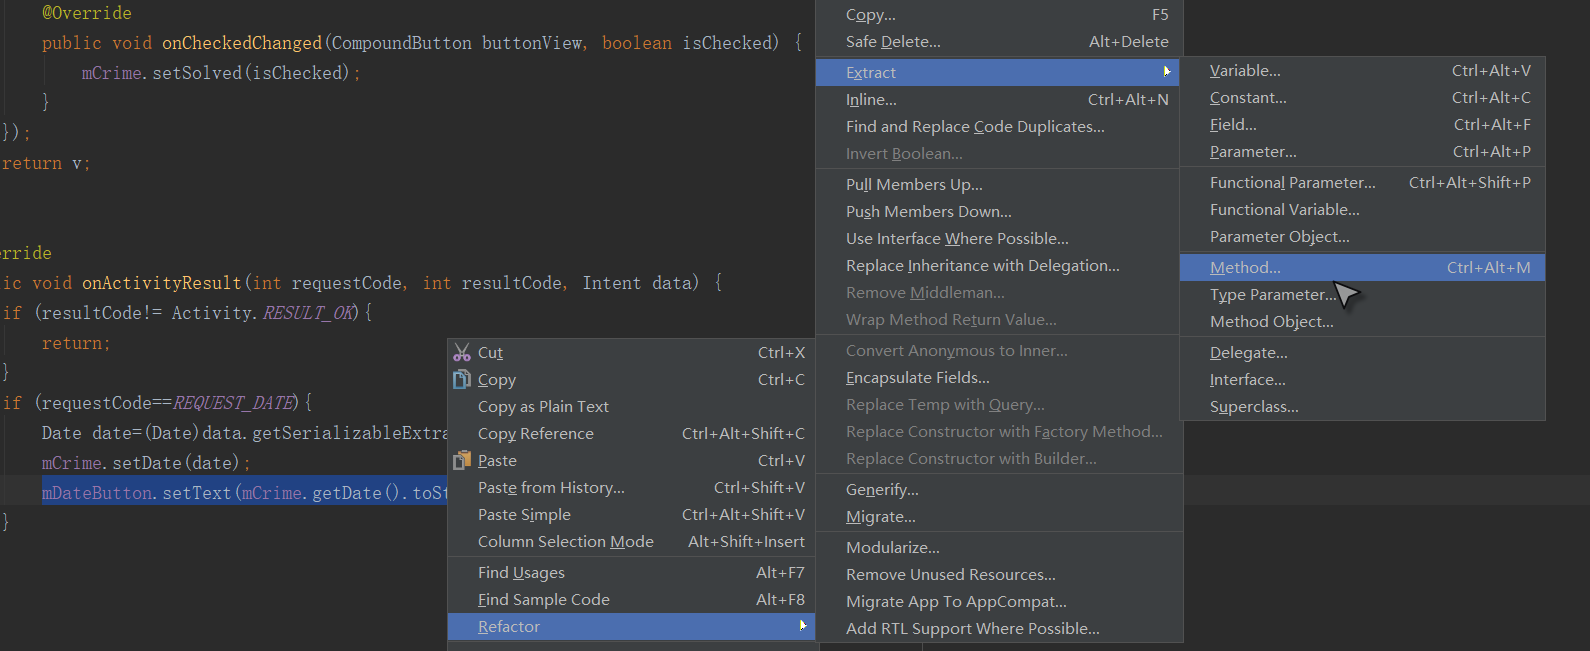 @Override
public void onCheckedChanged(CompoundButton buttonView, boolean isChecked) {
mCrime.setSolved(isChecked);
}
});
return v;
rride
ic void onActivityResult(int requestCode, int resultCode, Intent data) {
if (resultCode!= Activity.RESULT_OK){
return;
}
if (requestCode==REQUEST_DATE){
Date date=(Date)data.getSerializableExtra
mCrime.setDate(date);
mDateButton.setText(mCrime.getDate().toSt
}
Cut Ctrl+X
Copy Ctrl+C
Copy as Plain Text
Copy Reference Ctrl+Alt+Shift+C
Paste Ctrl+V
Paste from History... Ctrl+Shift+V
Paste Simple Ctrl+Alt+Shift+V
Column Selection Mode Alt+Shift+Insert
Find Usages Alt+F7
Find Sample Code Alt+F8
Refactor
Copy... F5
Safe Delete... Alt+Delete
Extract
Inline... Ctrl+Alt+N
Find and Replace Code Duplicates...
Invert Boolean...
Pull Members Up...
Push Members Down...
Use Interface Where Possible...
Replace Inheritance with Delegation...
Remove Middleman...
Wrap Method Return Value...
Convert Anonymous to Inner...
Encapsulate Fields...
Replace Temp with Query...
Replace Constructor with Factory Method...
Replace Constructor with Builder...
Generify...
Migrate...
Modularize...
Remove Unused Resources...
Migrate App To AppCompat...
Add RTL Support Where Possible...
Variable... Ctrl+Alt+V
Constant... Ctrl+Alt+C
Field... Ctrl+Alt+F
Parameter... Ctrl+Alt+P
Functional Parameter... Ctrl+Alt+Shift+P
Functional Variable...
Parameter Object...
Method... Ctrl+Alt+M
Type Parameter...
Method Object...
Delegate...
Interface...
Superclass...